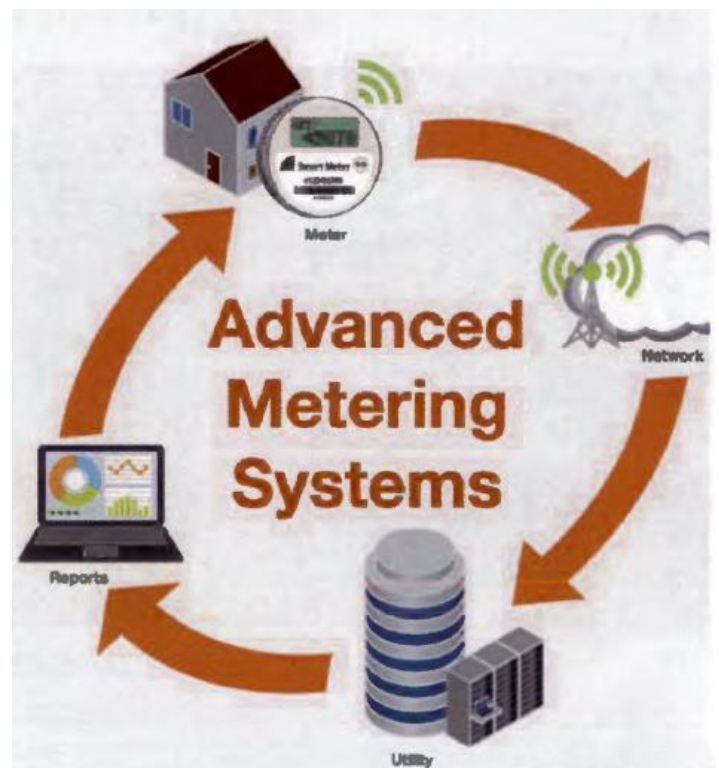 Smart Meter
Meter
Network
Advanced
Metering
Systems
Reports
Utility